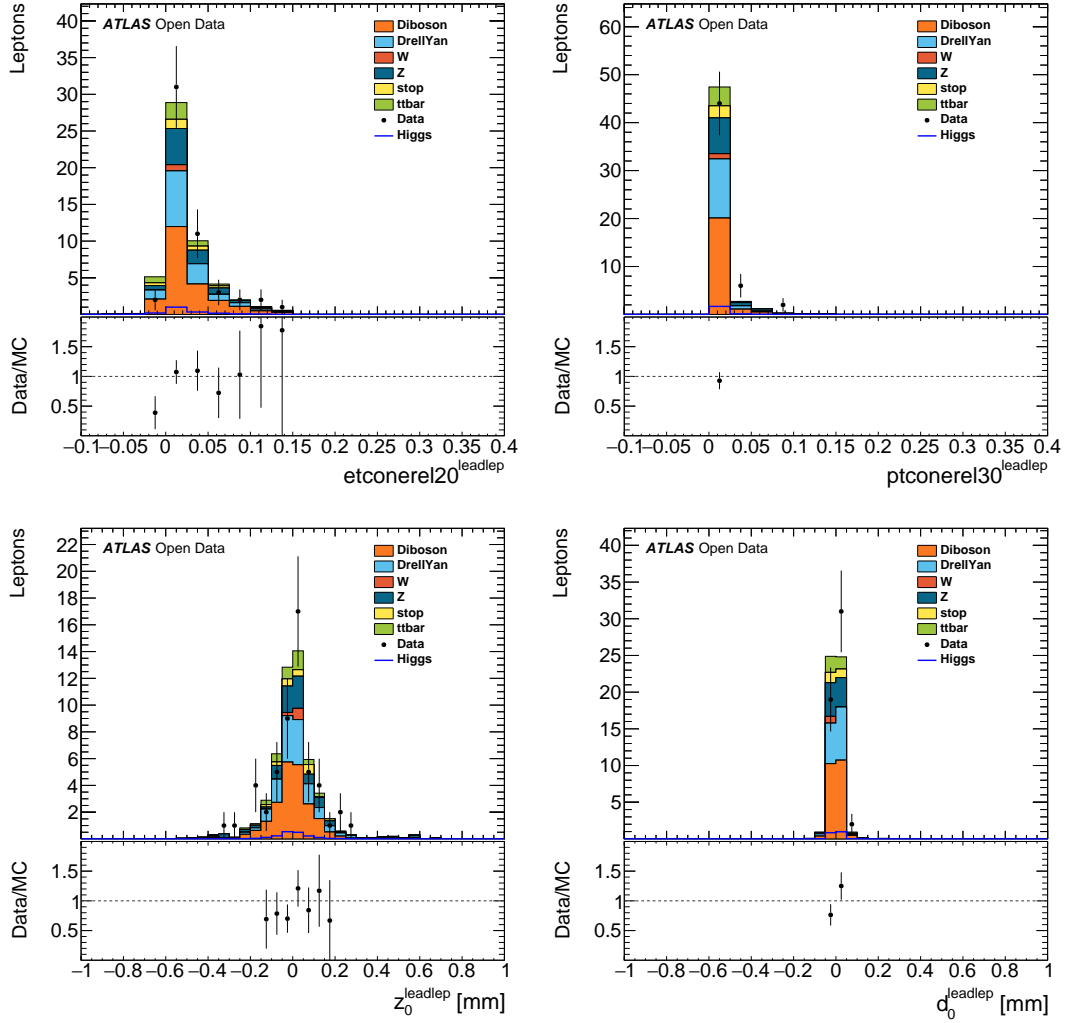 ATLAS Open Data
Leptons
40
35
30
25
20
15
10
5
Diboson
DrellYan
W
Z
stop
ttbar
Data
Higgs
Data/MC
1.5
1
0.5
−0.1−0.05 0 0.05 0.1 0.15 0.2 0.25 0.3 0.35 0.4
etconerel20^leadlep
ATLAS Open Data
Leptons
60
50
40
30
20
10
Diboson
DrellYan
W
Z
stop
ttbar
Data
Higgs
Data/MC
1.5
1
0.5
−0.1−0.05 0 0.05 0.1 0.15 0.2 0.25 0.3 0.35 0.4
ptconerel30^leadlep
ATLAS Open Data
Leptons
22
20
18
16
14
12
10
8
6
4
2
Diboson
DrellYan
W
Z
stop
ttbar
Data
Higgs
Data/MC
1.5
1
0.5
−1 −0.8 −0.6 −0.4 −0.2 0 0.2 0.4 0.6 0.8 1
z_0^leadlep [mm]
ATLAS Open Data
Leptons
40
35
30
25
20
15
10
5
Diboson
DrellYan
W
Z
stop
ttbar
Data
Higgs
Data/MC
1.5
1
0.5
−1 −0.8 −0.6 −0.4 −0.2 0 0.2 0.4 0.6 0.8 1
d_0^leadlep [mm]